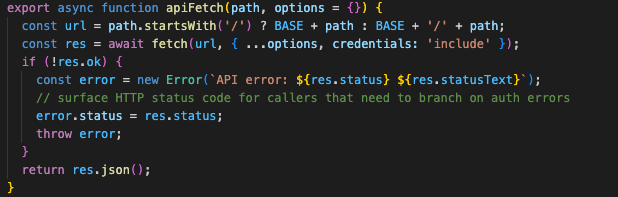 export async function apiFetch(path, options = {}) {
  const url = path.startsWith('/') ? BASE + path : BASE + '/' + path;
  const res = await fetch(url, { ...options, credentials: 'include' });
  if (!res.ok) {
    const error = new Error(`API error: ${res.status} ${res.statusText}`);
    // surface HTTP status code for callers that need to branch on auth errors
    error.status = res.status;
    throw error;
  }
  return res.json();
}